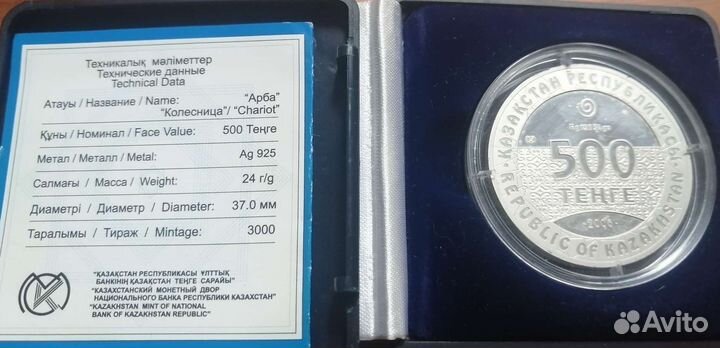 Техникалық мәліметтер
Технические данные
Technical Data
Атауы / Название / Name: "Арба"
"Колесница"/ "Chariot"
Құны / Номинал / Face Value: 500 Теңге
Метал / Металл / Metal: Ag 925
Салмағы / Масса / Weight: 24 г/g
Диаметрі / Диаметр / Diameter: 37.0 мм
Таралымы / Тираж / Mintage: 3000
"ҚАЗАҚСТАН РЕСПУБЛИКАСЫ ҰЛТТЫҚ
БАНКІНІҢ ҚАЗАҚСТАН ТЕҢГЕ САРАЙЫ"
"КАЗАХСТАНСКИЙ МОНЕТНЫЙ ДВОР
НАЦИОНАЛЬНОГО БАНКА РЕСПУБЛИКИ КАЗАХСТАН"
"KAZAKHSTAN MINT OF NATIONAL
BANK OF KAZAKHSTAN REPUBLIC"
ҚАЗАҚСТАН РЕСПУБЛИКАСЫ
500
ТЕҢГЕ
2006
REPUBLIC OF KAZAKHSTAN
Avito